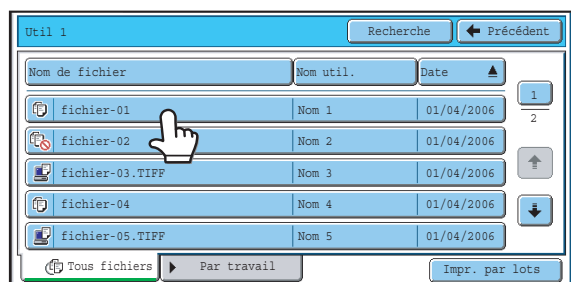 Util 1 Recherche Précédent
Nom de fichier Nom util. Date
fichier-01 Nom 1 01/04/2006
1
2
fichier-02 Nom 2 01/04/2006
fichier-03.TIFF Nom 3 01/04/2006
fichier-04 Nom 4 01/04/2006
fichier-05.TIFF Nom 5 01/04/2006
Tous fichiers Par travail Impr. par lots